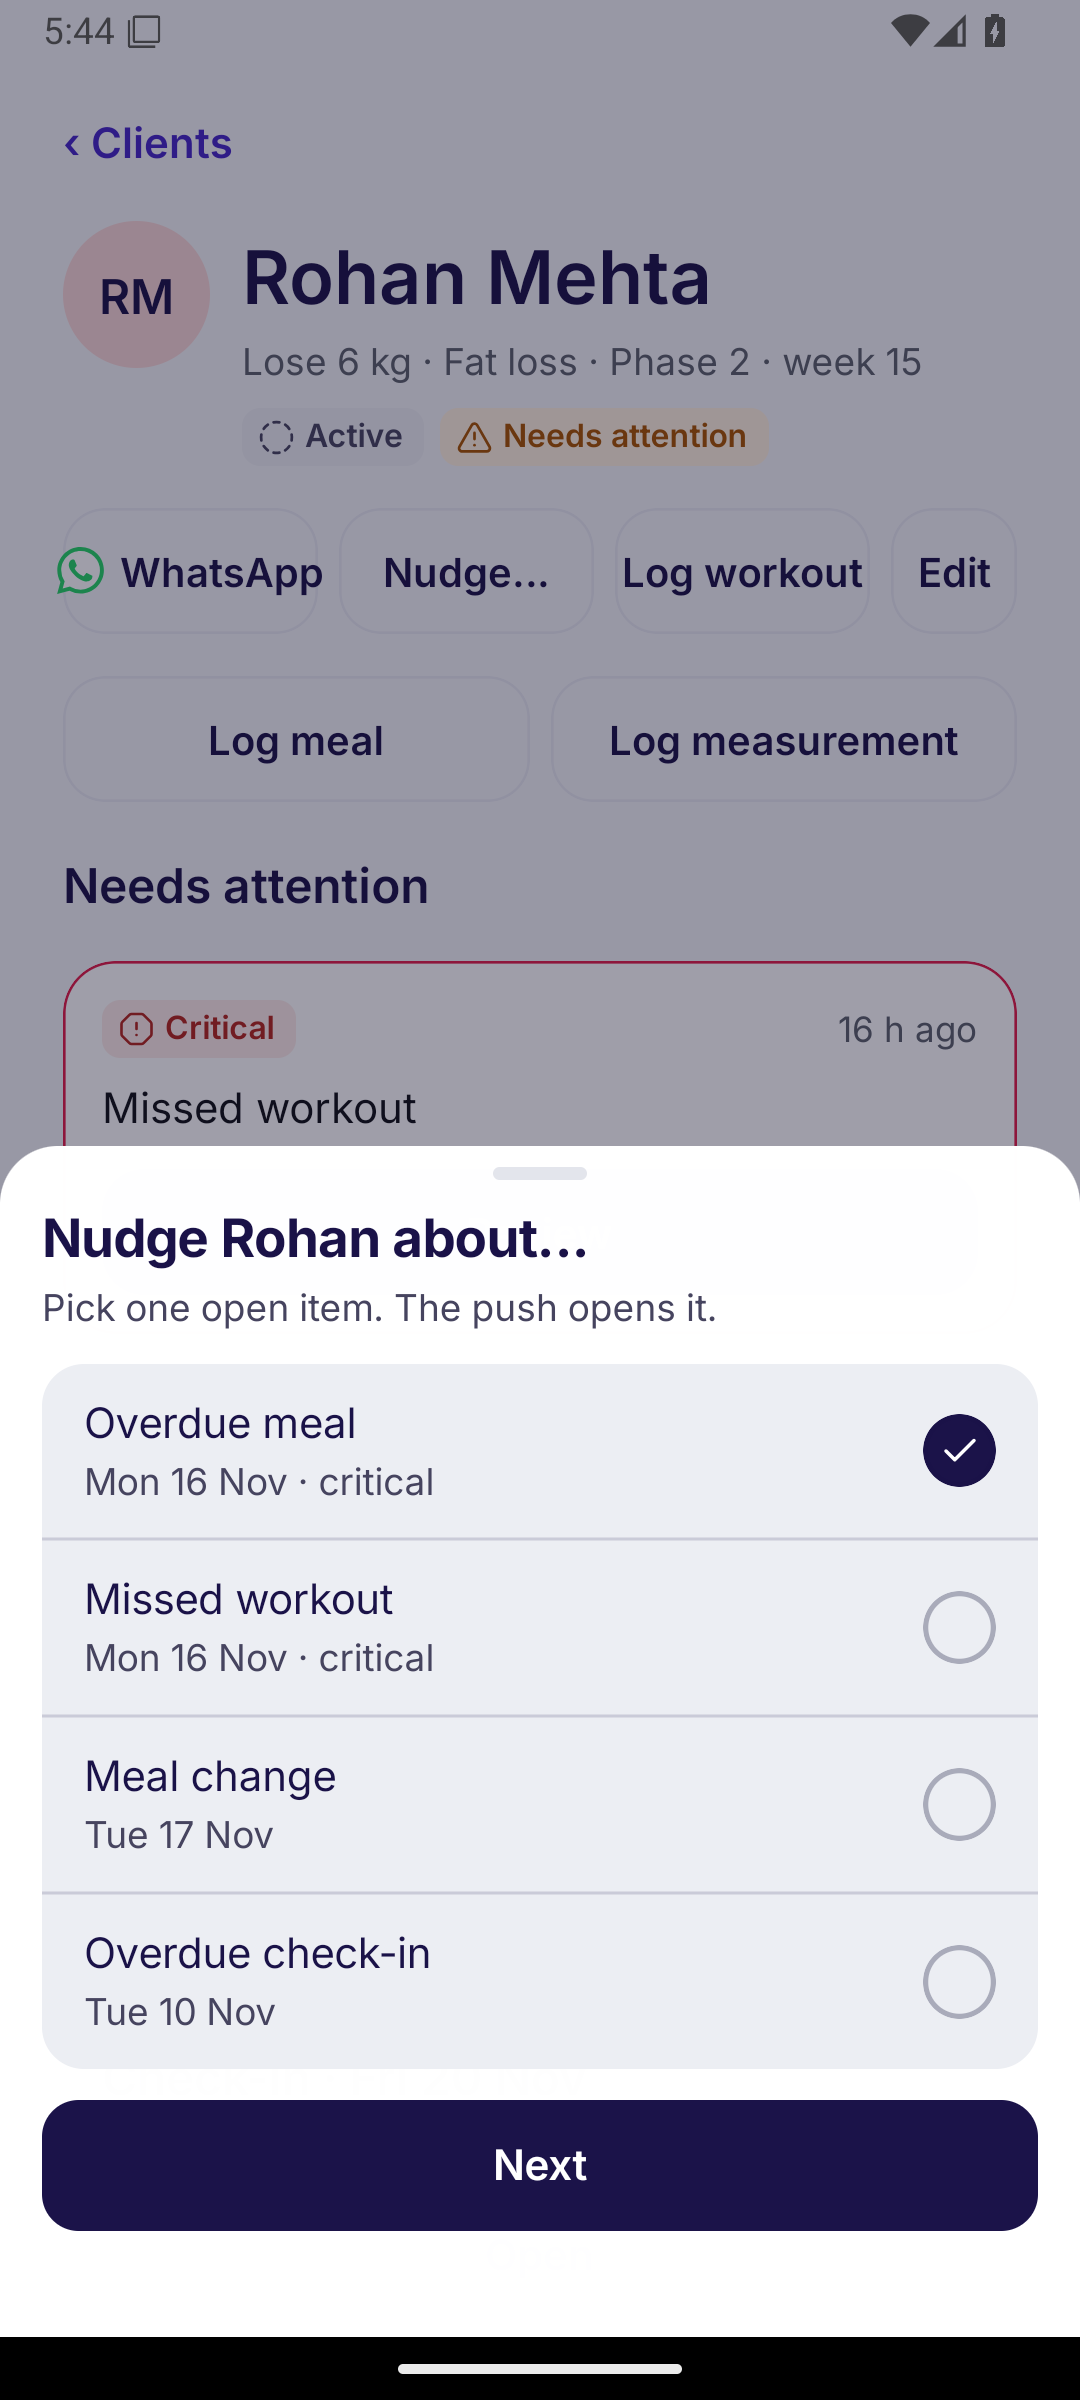 5:44
‹ Clients
RM
Rohan Mehta
Lose 6 kg · Fat loss · Phase 2 · week 15
Active
Needs attention
WhatsApp
Nudge...
Log workout
Edit
Log meal
Log measurement
Needs attention
Critical
16 h ago
Missed workout
Nudge Rohan about...
Pick one open item. The push opens it.
Overdue meal
Mon 16 Nov · critical
Missed workout
Mon 16 Nov · critical
Meal change
Tue 17 Nov
Overdue check-in
Tue 10 Nov
Next